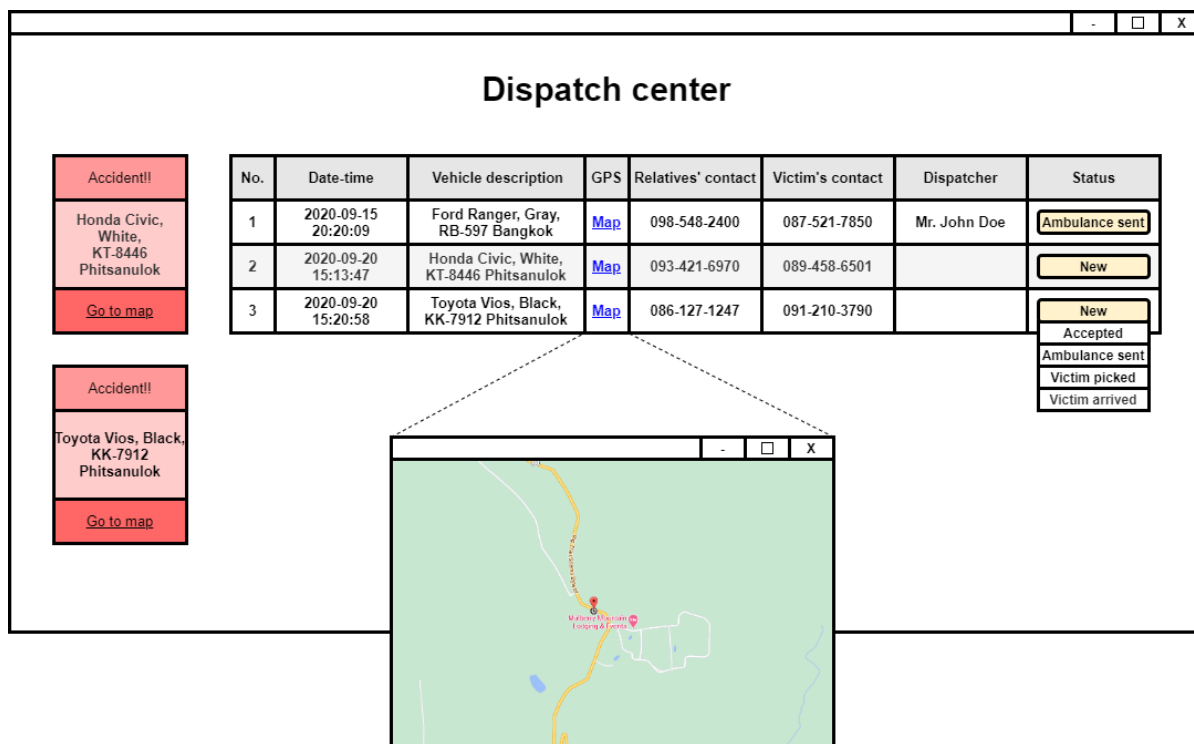 - X
Dispatch center
Accident!!
Honda Civic,
White,
KT-8446
Phitsanulok
Go to map
Accident!!
Toyota Vios, Black,
KK-7912
Phitsanulok
Go to map
No. Date-time Vehicle description GPS Relatives' contact Victim's contact Dispatcher Status
1 2020-09-15 20:20:09 Ford Ranger, Gray, RB-597 Bangkok Map 098-548-2400 087-521-7850 Mr. John Doe Ambulance sent
2 2020-09-20 15:13:47 Honda Civic, White, KT-8446 Phitsanulok Map 093-421-6970 089-458-6501 New
3 2020-09-20 15:20:58 Toyota Vios, Black, KK-7912 Phitsanulok Map 086-127-1247 091-210-3790 New
Accepted
Ambulance sent
Victim picked
Victim arrived
- X
Mulberry Mountain
Lodging & Events